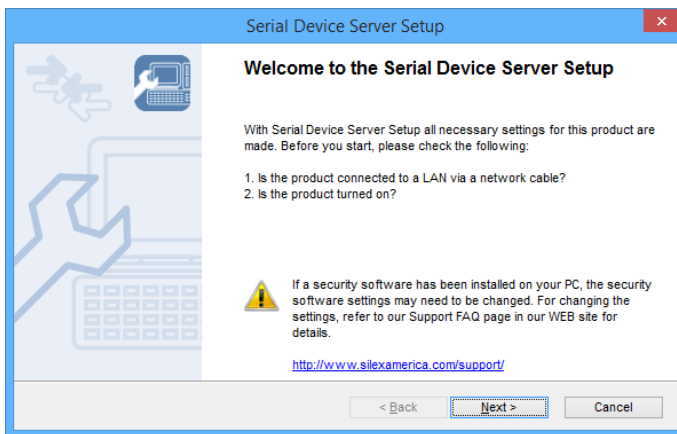 Serial Device Server Setup
Welcome to the Serial Device Server Setup
With Serial Device Server Setup all necessary settings for this product are
made. Before you start, please check the following:
1. Is the product connected to a LAN via a network cable?
2. Is the product turned on?
If a security software has been installed on your PC, the security
software settings may need to be changed. For changing the
settings, refer to our Support FAQ page in our WEB site for
details.
http://www.silexamerica.com/support/
< Back
Next >
Cancel